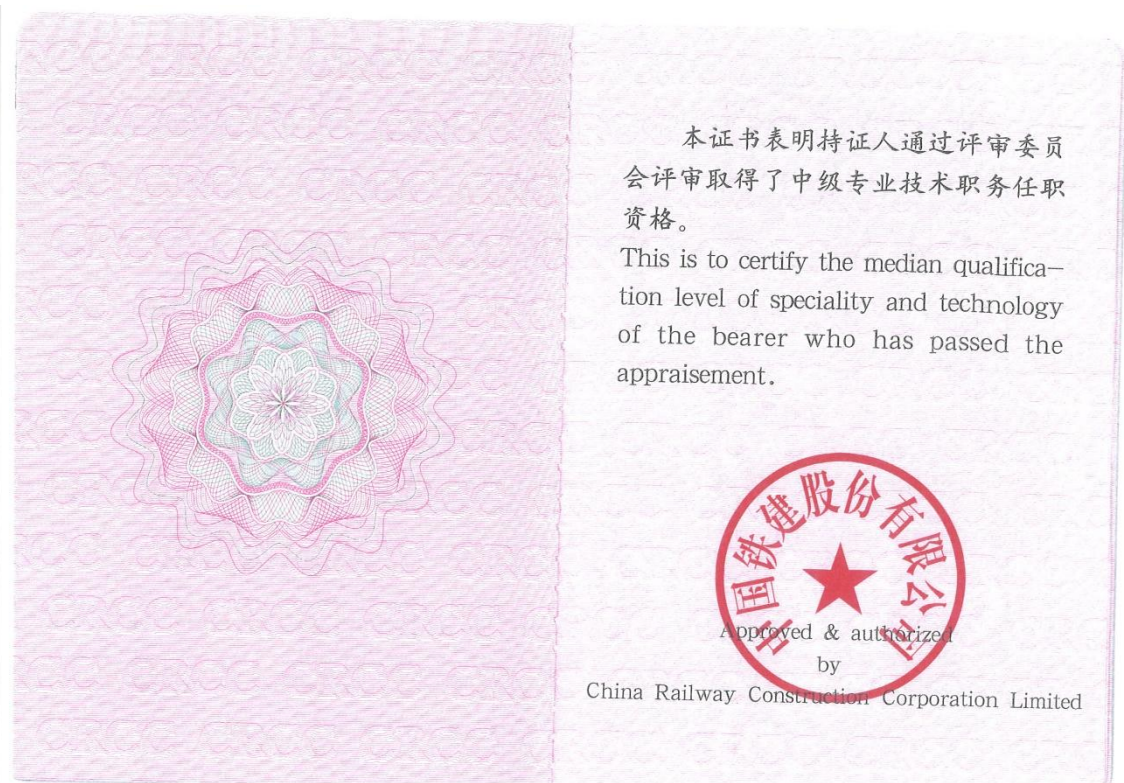 本证书表明持证人通过评审委员
会评审取得了中级专业技术职务任职
资格。
This is to certify the median qualifica-
tion level of speciality and technology
of the bearer who has passed the
appraisement.
中国铁建股份有限公司
Approved & authorized
by
China Railway Construction Corporation Limited